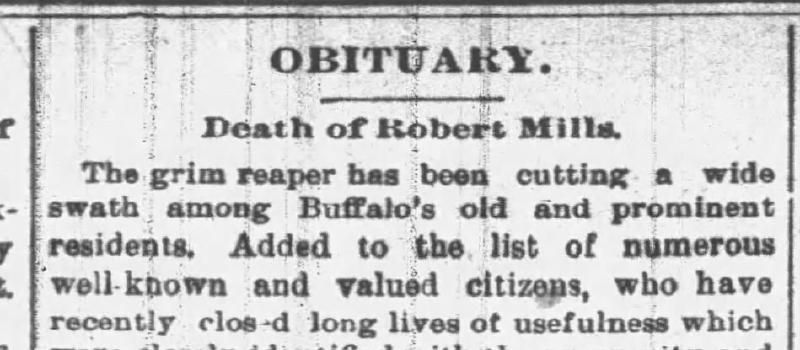 OBITUARY.
Death of Robert Mills.
The grim reaper has been cutting a wide
swath among Buffalo's old and prominent
residents. Added to the list of numerous
well-known and valued citizens, who have
recently clos-d long lives of usefulness which